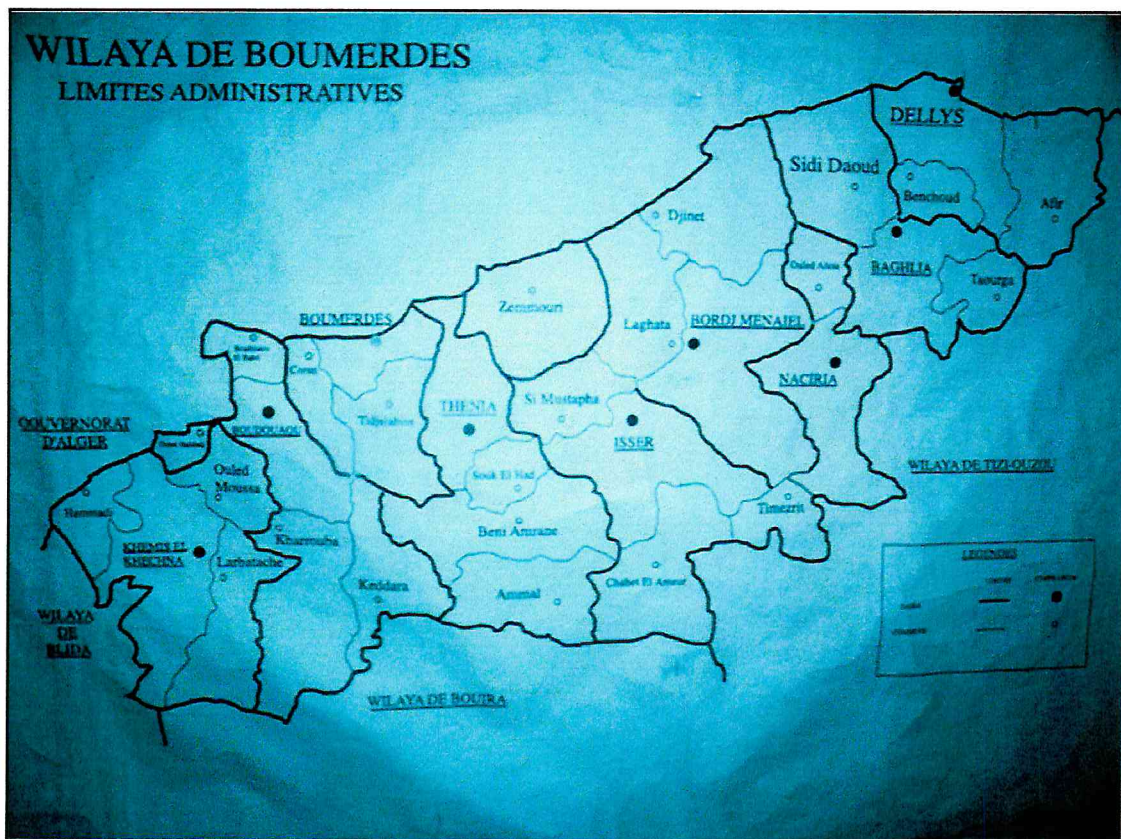 WILAYA DE BOUMERDES
LIMITES ADMINISTRATIVES
DELLYS
Sidi Daoud
Benchoud
Afir
Djinet
BAGHLIA
Taourga
Zemmouri
BOUMERDES
Laghata
BORDJ MENAIEL
NACIRIA
Corso
BOUDOUAOU
Tidjelabine
THENIA
Si Mustapha
ISSER
GOUVERNORAT
D'ALGER
Ouled
Moussa
Souk El Had
WILAYA DE TIZI-OUZOU
Hammadi
Timezrit
KHEMIS EL
KHECHNA
Kharrouba
Beni Amrane
Larbatache
Chabet El Ameur
Keddara
Ammal
LEGENDES
WILAYA
DE
BLIDA
WILAYA DE BOUIRA